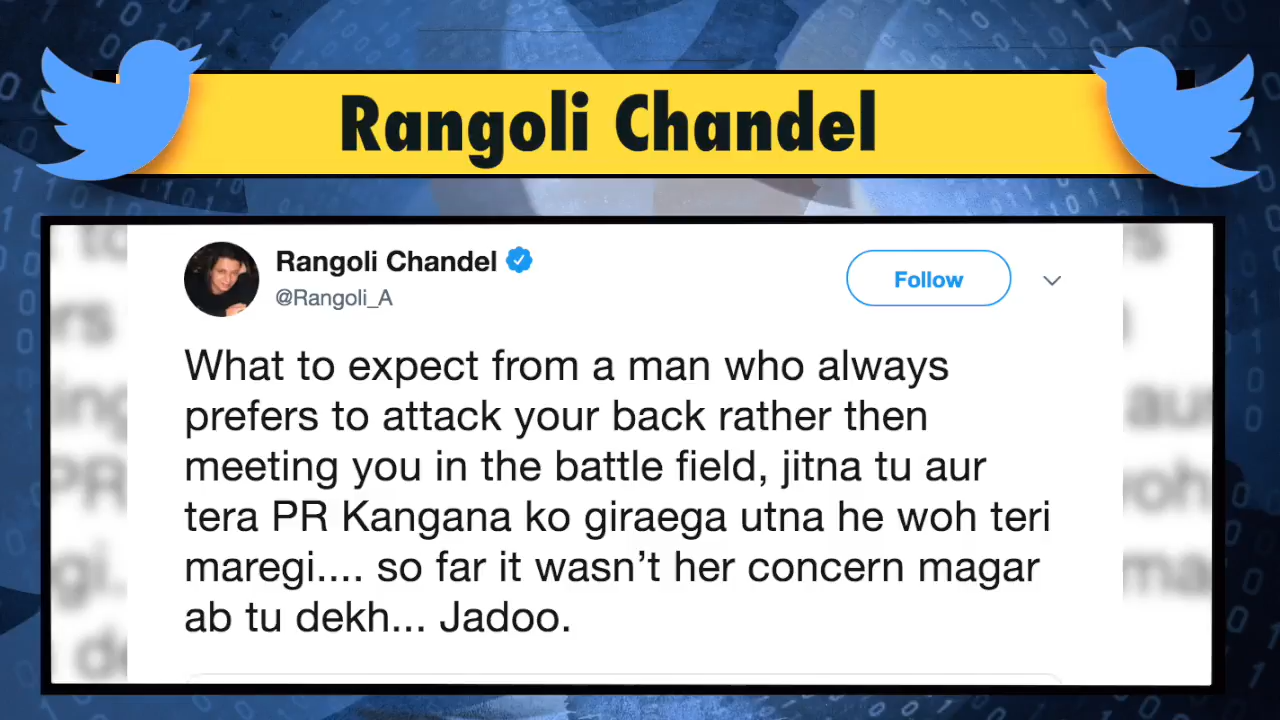 Rangoli Chandel
Rangoli Chandel
@Rangoli_A
Follow
What to expect from a man who always
prefers to attack your back rather then
meeting you in the battle field, jitna tu aur
tera PR Kangana ko giraega utna he woh teri
maregi.... so far it wasn't her concern magar
ab tu dekh... Jadoo.